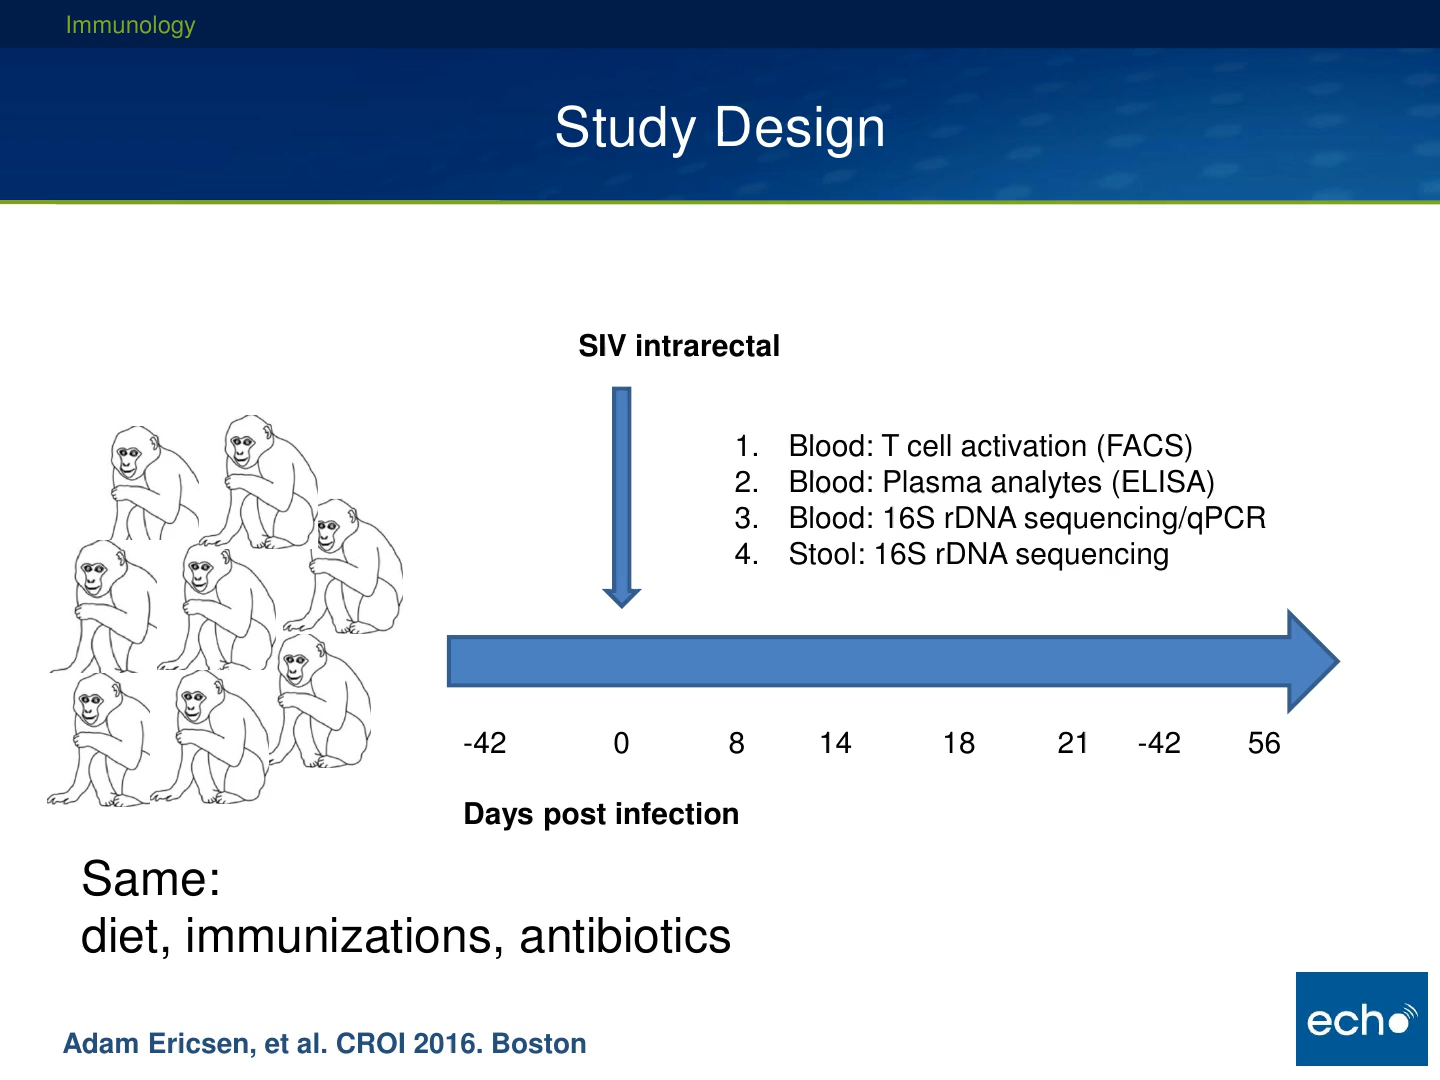 Immunology
Study Design
SIV intrarectal
1. Blood: T cell activation (FACS)
2. Blood: Plasma analytes (ELISA)
3. Blood: 16S rDNA sequencing/qPCR
4. Stool: 16S rDNA sequencing
-42 0 8 14 18 21 -42 56
Days post infection
Same:
diet, immunizations, antibiotics
Adam Ericsen, et al. CROI 2016. Boston
echo